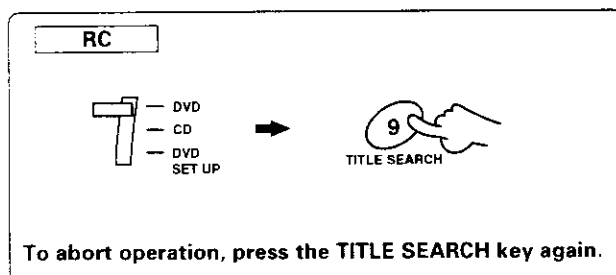 RC
DVD
CD
DVD
SET UP
9
TITLE SEARCH
To abort operation, press the TITLE SEARCH key again.